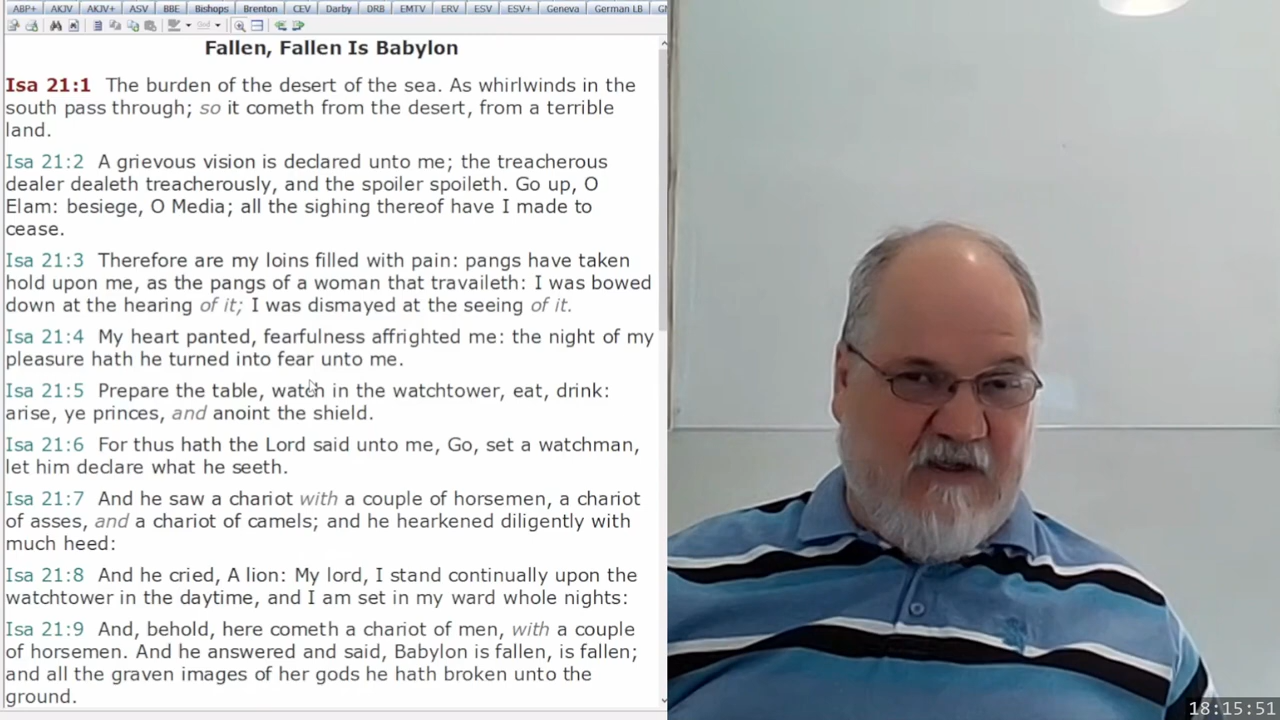 ABP+ AKJV AKJV+ ASV BBE Bishops Brenton CEV Darby DRB EMTV ERV ESV ESV+ Geneva German LB
Fallen, Fallen Is Babylon
Isa 21:1 The burden of the desert of the sea. As whirlwinds in the
south pass through; so it cometh from the desert, from a terrible
land.
Isa 21:2 A grievous vision is declared unto me; the treacherous
dealer dealeth treacherously, and the spoiler spoileth. Go up, O
Elam: besiege, O Media; all the sighing thereof have I made to
cease.
Isa 21:3 Therefore are my loins filled with pain: pangs have taken
hold upon me, as the pangs of a woman that travaileth: I was bowed
down at the hearing of it; I was dismayed at the seeing of it.
Isa 21:4 My heart panted, fearfulness affrighted me: the night of my
pleasure hath he turned into fear unto me.
Isa 21:5 Prepare the table, watch in the watchtower, eat, drink:
arise, ye princes, and anoint the shield.
Isa 21:6 For thus hath the Lord said unto me, Go, set a watchman,
let him declare what he seeth.
Isa 21:7 And he saw a chariot with a couple of horsemen, a chariot
of asses, and a chariot of camels; and he hearkened diligently with
much heed:
Isa 21:8 And he cried, A lion: My lord, I stand continually upon the
watchtower in the daytime, and I am set in my ward whole nights:
Isa 21:9 And, behold, here cometh a chariot of men, with a couple
of horsemen. And he answered and said, Babylon is fallen, is fallen;
and all the graven images of her gods he hath broken unto the
ground.
18:15:51